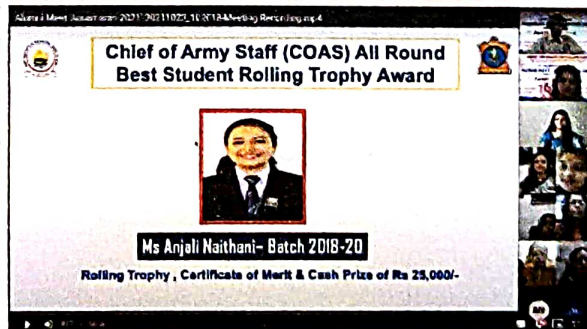 Chief of Army Staff (COAS) All Round
Best Student Rolling Trophy Award
Ms Anjali Naithani– Batch 2018-20
Rolling Trophy , Certificate of Merit & Cash Prize of Rs 25,000/-